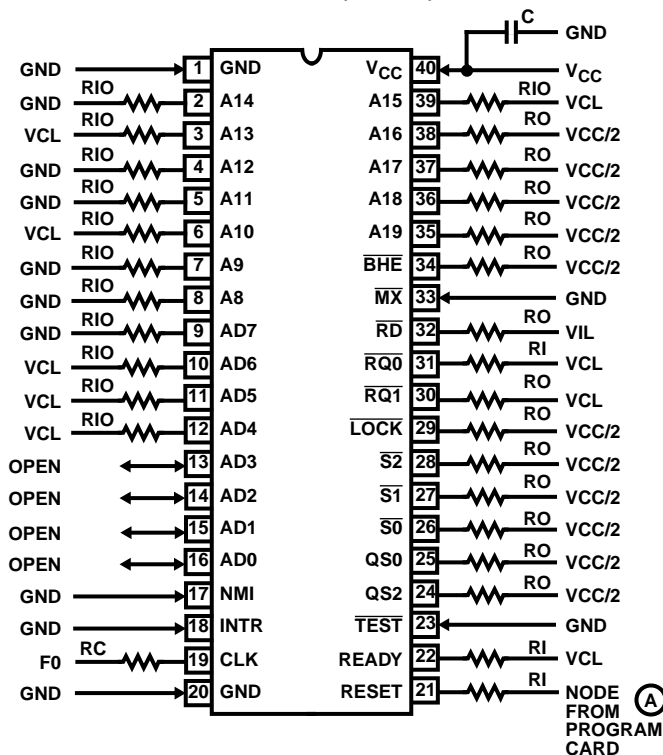 C
GND
GND 1 GND VCC 40 VCC
GND RIO 2 A14 A15 39 RIO VCL
VCL RIO 3 A13 A16 38 RO VCC/2
GND RIO 4 A12 A17 37 RO VCC/2
GND RIO 5 A11 A18 36 RO VCC/2
VCL RIO 6 A10 A19 35 RO VCC/2
GND RIO 7 A9 BHE 34 RO VCC/2
GND RIO 8 A8 MX 33 GND
GND RIO 9 AD7 RD 32 RO VIL
VCL RIO 10 AD6 RQ0 31 RI VCL
VCL RIO 11 AD5 RQ1 30 RO VCL
VCL RIO 12 AD4 LOCK 29 RO VCC/2
OPEN 13 AD3 S2 28 RO VCC/2
OPEN 14 AD2 S1 27 RO VCC/2
OPEN 15 AD1 S0 26 RO VCC/2
OPEN 16 AD0 QS0 25 RO VCC/2
GND 17 NMI QS2 24 RO VCC/2
GND 18 INTR TEST 23 GND
F0 RC 19 CLK READY 22 RI VCL
GND 20 GND RESET 21 RI NODE A
FROM
PROGRAM
CARD